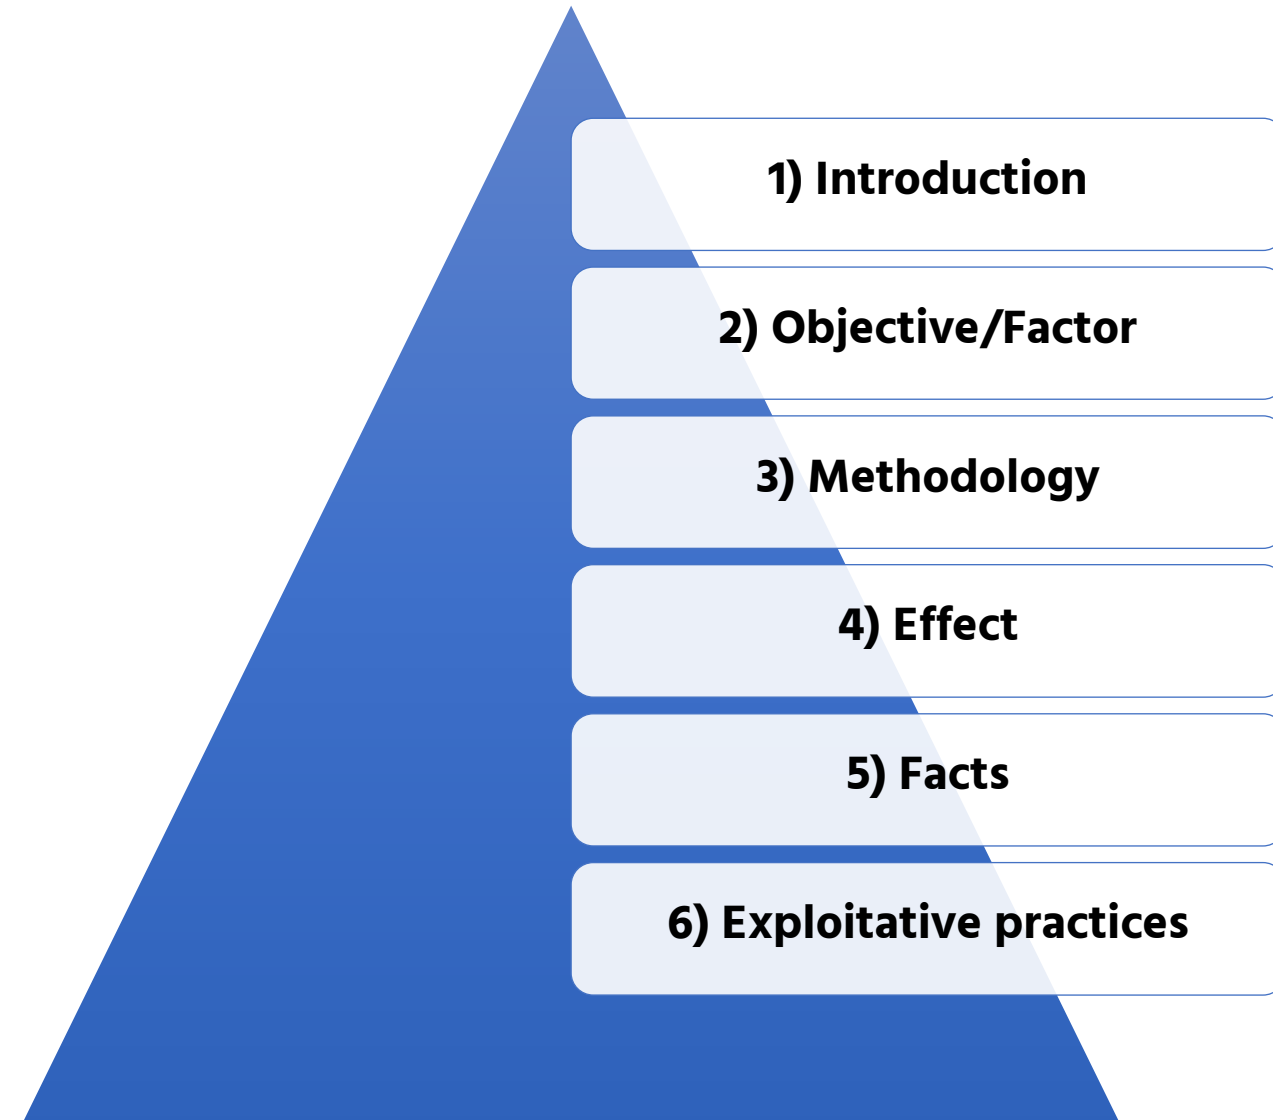 1) Introduction
2) Objective/Factor
3) Methodology
4) Effect
5) Facts
6) Exploitative practices